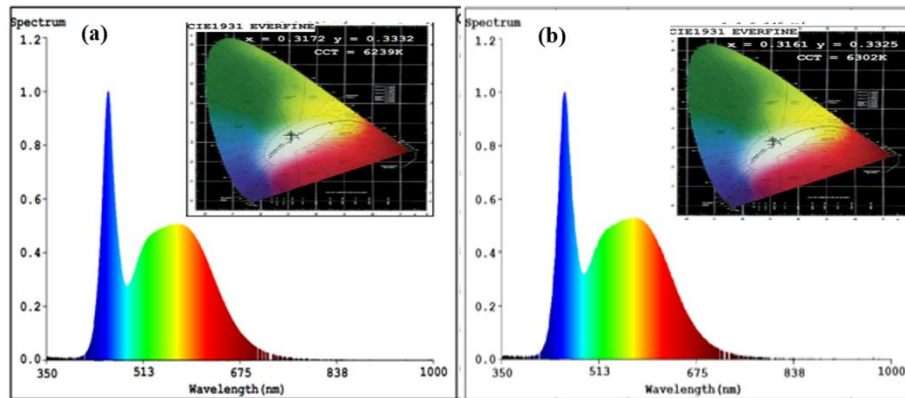 Spectrum
(a)
CIE1931 EVERFINE
x = 0.3172 y = 0.3332
CCT = 6239K
1.2
1.0
0.8
0.6
0.4
0.2
0.0
350 513 675 838 1000
Wavelength(nm)
Spectrum
(b)
CIE1931 EVERFINE
x = 0.3161 y = 0.3325
CCT = 6302K
1.2
1.0
0.8
0.6
0.4
0.2
0.0
350 513 675 838 1000
Wavelength(nm)